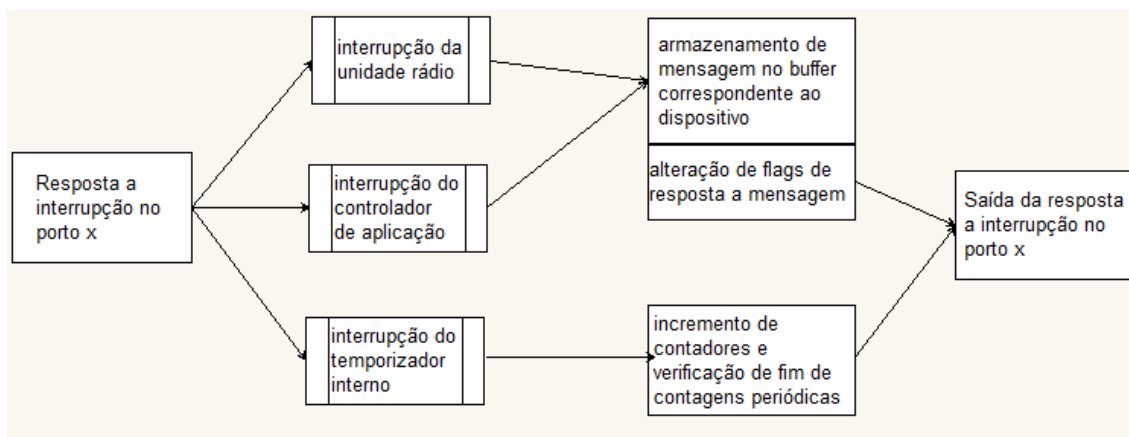 Resposta a
interrupção no
porto x
interrupção da
unidade rádio
interrupção do
controlador
de aplicação
interrupção do
temporizador
interno
armazenamento de
mensagem no buffer
correspondente ao
dispositivo
alteração de flags de
resposta a mensagem
incremento de
contadores e
verificação de fim de
contagens periódicas
Saída da resposta
a interrupção no
porto x